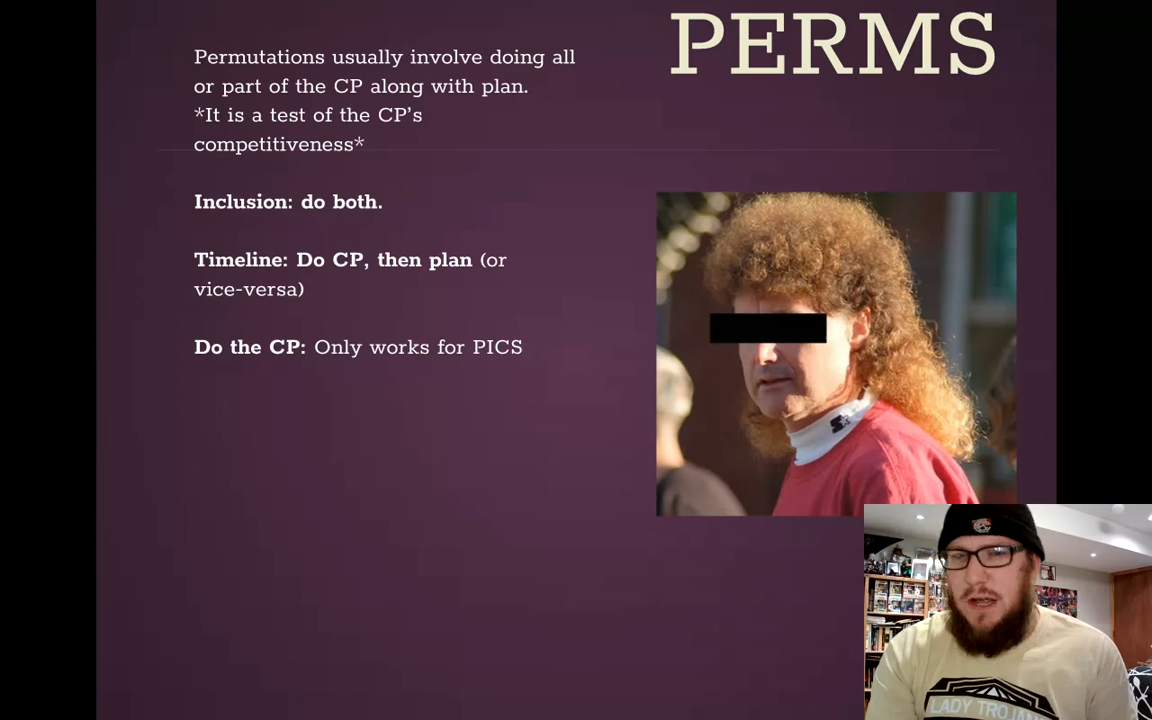 PERMS
Permutations usually involve doing all
or part of the CP along with plan.
*It is a test of the CP’s
competitiveness*
Inclusion: do both.
Timeline: Do CP, then plan (or
vice-versa)
Do the CP: Only works for PICS
LADY TROJAN